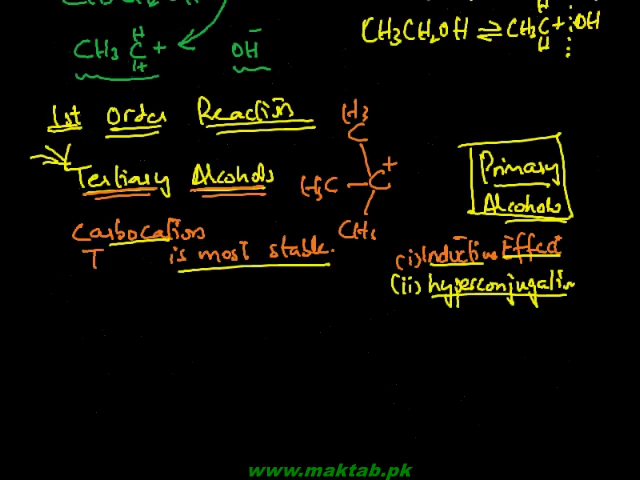 CH3CH2OH ⇌ CH3C+ OH
H
H
CH3 C+
H
H
OH-
1st Order Reaction
Tertiary Alcohols
H3C
H3C — C+
CH3
Primary
Alcohols
Carbocation
T is most stable.
(i) Inductive Effect
(ii) hyperconjugation
www.maktab.pk